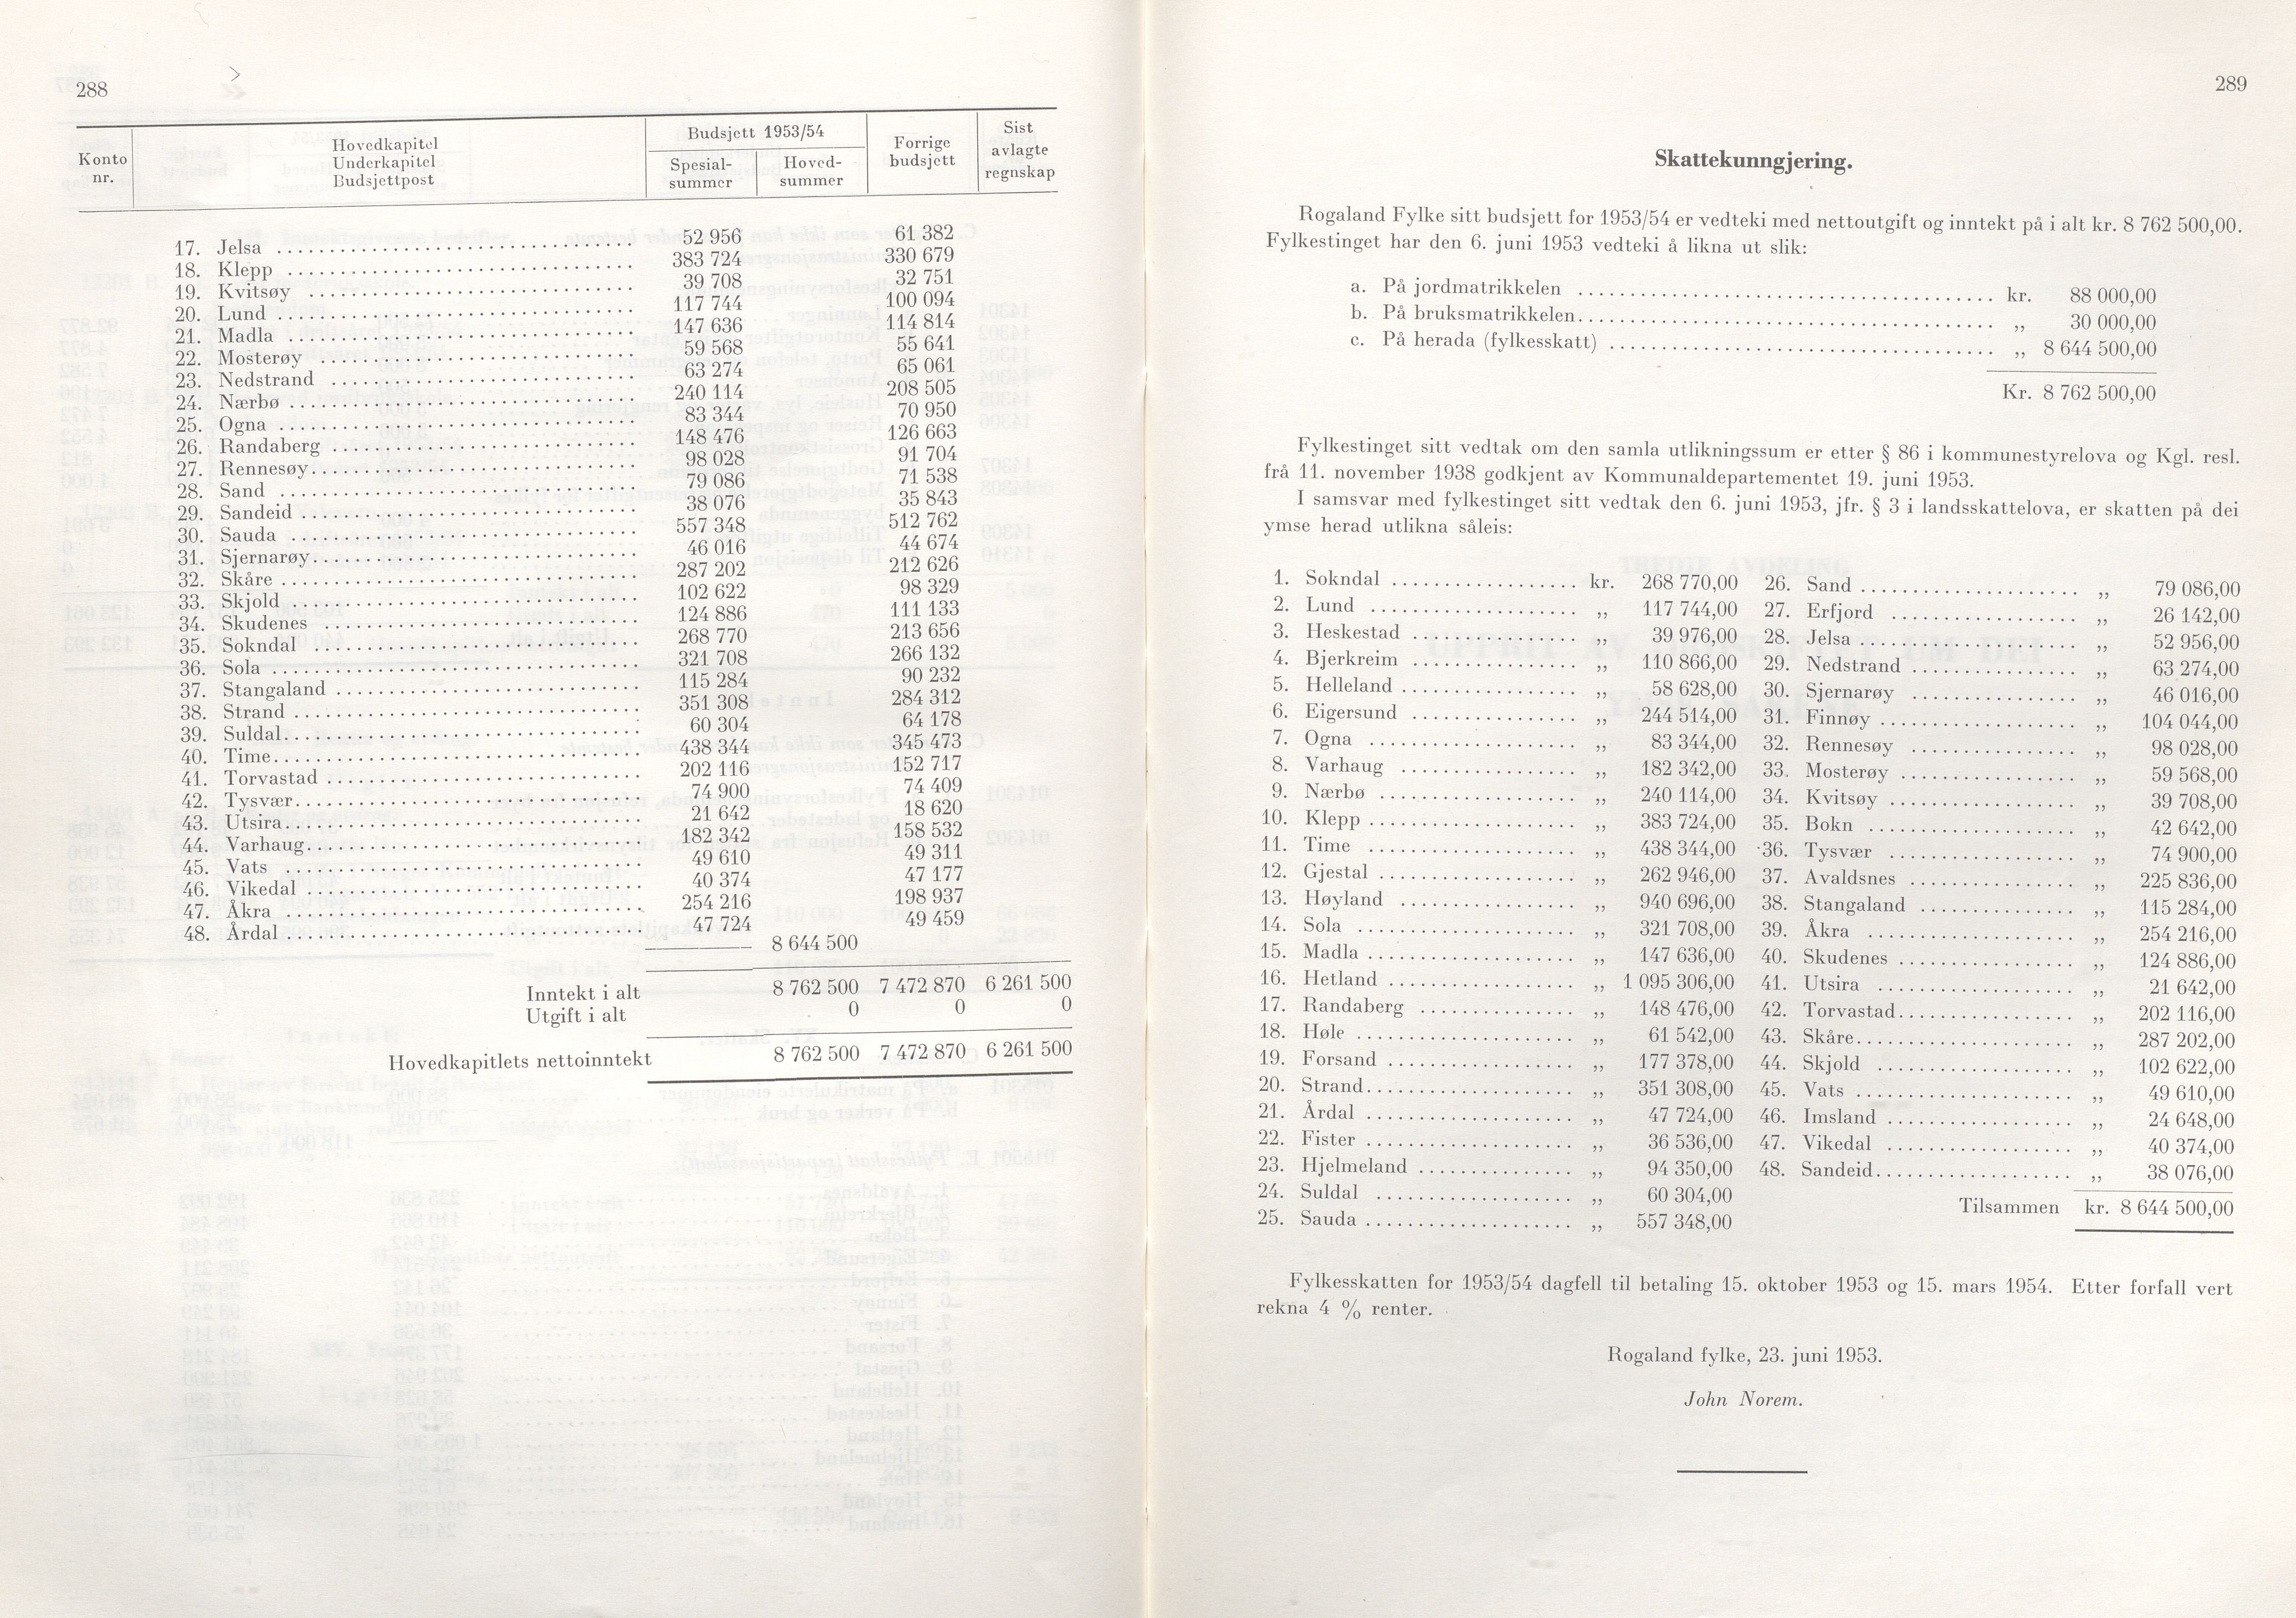 288
Konto nr. Hovedkapitel Underkapitel Budsjettpost Budsjett 1953/54 Spesial- summer Hoved- summer Forrige budsjett Sist avlagte regnskap
17. Jelsa 52 956 61 382
18. Klepp 383 724 330 679
19. Kvitsøy 39 708 32 751
20. Lund 117 744 100 094
21. Madla 147 636 114 814
22. Mosterøy 59 568 55 641
23. Nedstrand 63 274 65 061
24. Nærbø 240 114 208 505
25. Ogna 83 344 70 950
26. Randaberg 148 476 126 663
27. Rennesøy 98 028 91 704
28. Sand 79 086 71 538
29. Sandeid 38 076 35 843
30. Sauda 557 348 512 762
31. Sjernarøy 46 016 44 674
32. Skåre 287 202 212 626
33. Skjold 102 622 98 329
34. Skudenes 124 886 111 133
35. Sokndal 268 770 213 656
36. Sola 321 708 266 132
37. Stangaland 115 284 90 232
38. Strand 351 308 284 312
39. Suldal 60 304 64 178
40. Time 438 344 345 473
41. Torvastad 202 116 152 717
42. Tysvær 74 900 74 409
43. Utsira 21 642 18 620
44. Varhaug 182 342 158 532
45. Vats 49 610 49 311
46. Vikedal 40 374 47 177
47. Åkra 254 216 198 937
48. Årdal 47 724 49 459
8 644 500
Inntekt i alt 8 762 500 7 472 870 6 261 500
Utgift i alt 0 0 0
Hovedkapitlets nettoinntekt 8 762 500 7 472 870 6 261 500
289
Skattekunngjering.
Rogaland Fylke sitt budsjett for 1953/54 er vedteki med nettoutgift og inntekt på i alt kr. 8 762 500,00.
Fylkestinget har den 6. juni 1953 vedteki å likna ut slik:
a. På jordmatrikkelen kr. 88 000,00
b. På bruksmatrikkelen „ 30 000,00
c. På herada (fylkesskatt) „ 8 644 500,00
Kr. 8 762 500,00
Fylkestinget sitt vedtak om den samla utlikningssum er etter § 86 i kommunestyrelova og Kgl. resl.
frå 11. november 1938 godkjent av Kommunaldepartementet 19. juni 1953.
I samsvar med fylkestinget sitt vedtak den 6. juni 1953, jfr. § 3 i landsskattelova, er skatten på dei
ymse herad utlikna såleis:
1. Sokndal kr. 268 770,00
2. Lund „ 117 744,00
3. Heskestad „ 39 976,00
4. Bjerkreim „ 110 866,00
5. Helleland „ 58 628,00
6. Eigersund „ 244 514,00
7. Ogna „ 83 344,00
8. Varhaug „ 182 342,00
9. Nærbø „ 240 114,00
10. Klepp „ 383 724,00
11. Time „ 438 344,00
12. Gjestal „ 262 946,00
13. Høyland „ 940 696,00
14. Sola „ 321 708,00
15. Madla „ 147 636,00
16. Hetland „ 1 095 306,00
17. Randaberg „ 148 476,00
18. Høle „ 61 542,00
19. Forsand „ 177 378,00
20. Strand „ 351 308,00
21. Årdal „ 47 724,00
22. Fister „ 36 536,00
23. Hjelmeland „ 94 350,00
24. Suldal „ 60 304,00
25. Sauda „ 557 348,00
26. Sand „ 79 086,00
27. Erfjord „ 26 142,00
28. Jelsa „ 52 956,00
29. Nedstrand „ 63 274,00
30. Sjernarøy „ 46 016,00
31. Finnøy „ 104 044,00
32. Rennesøy „ 98 028,00
33. Mosterøy „ 59 568,00
34. Kvitsøy „ 39 708,00
35. Bokn „ 42 642,00
36. Tysvær „ 74 900,00
37. Avaldsnes „ 225 836,00
38. Stangaland „ 115 284,00
39. Åkra „ 254 216,00
40. Skudenes „ 124 886,00
41. Utsira „ 21 642,00
42. Torvastad „ 202 116,00
43. Skåre „ 287 202,00
44. Skjold „ 102 622,00
45. Vats „ 49 610,00
46. Imsland „ 24 648,00
47. Vikedal „ 40 374,00
48. Sandeid „ 38 076,00
Tilsammen kr. 8 644 500,00
Fylkesskatten for 1953/54 dagfell til betaling 15. oktober 1953 og 15. mars 1954. Etter forfall vert
rekna 4 % renter.
Rogaland fylke, 23. juni 1953.
John Norem.